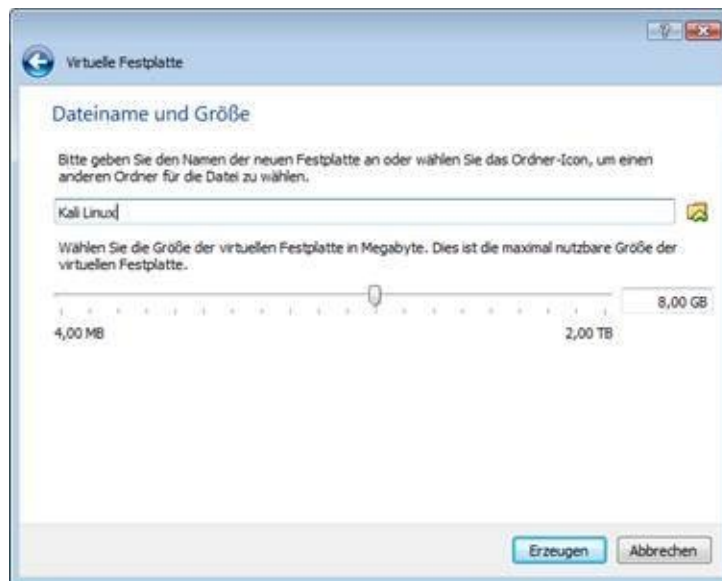 Virtuelle Festplatte
Dateiname und Größe
Bitte geben Sie den Namen der neuen Festplatte an oder wählen Sie das Ordner-Icon, um einen
anderen Ordner für die Datei zu wählen.
Kali Linux
Wählen Sie die Größe der virtuellen Festplatte in Megabyte. Dies ist die maximal nutzbare Größe der
virtuellen Festplatte.
8,00 GB
4,00 MB 2,00 TB
Erzeugen Abbrechen